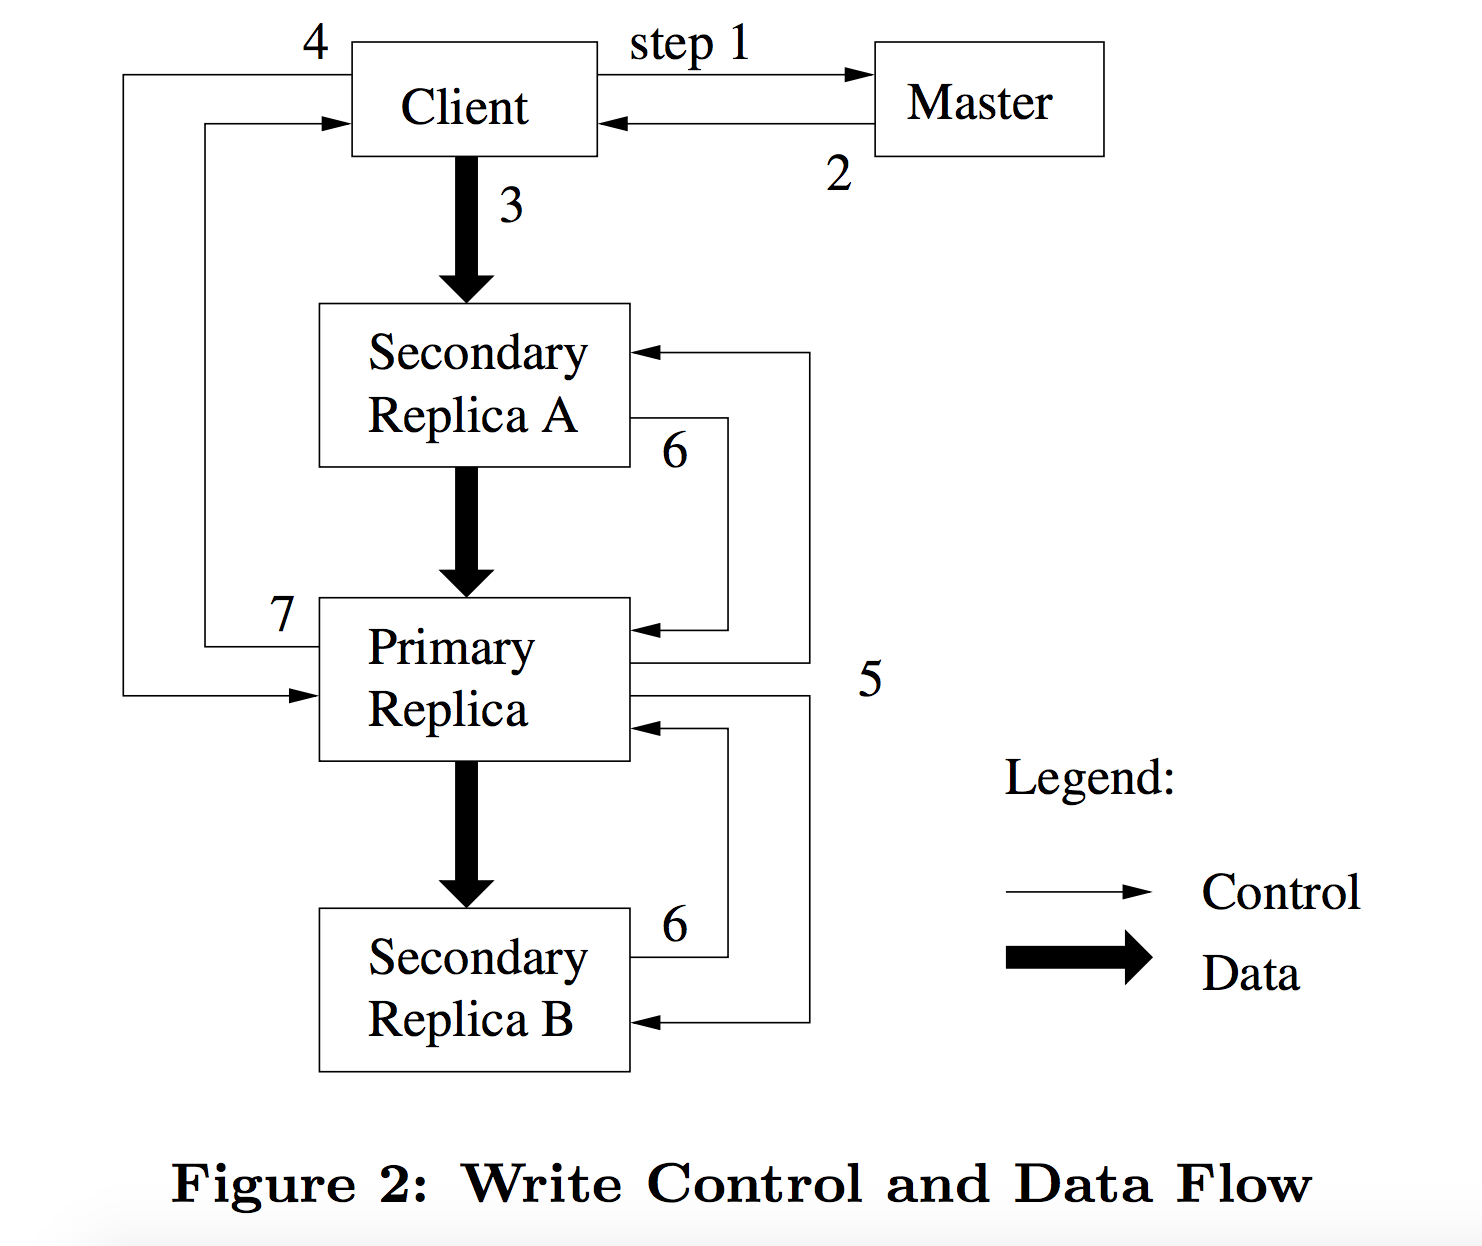 4
step 1
Client
Master
2
3
Secondary
Replica A
6
7
Primary
Replica
5
Legend:
Control
Data
Secondary
Replica B
6
Figure 2: Write Control and Data Flow